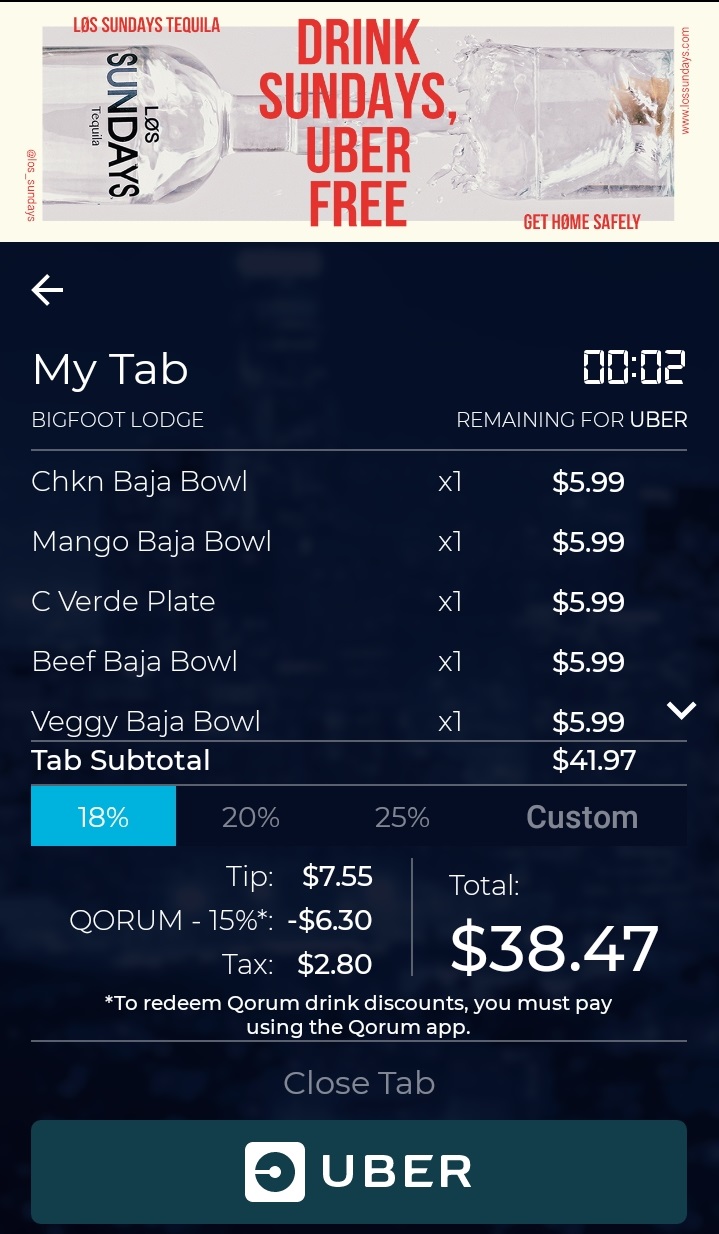 LØS SUNDAYS TEQUILA
DRINK
SUNDAYS,
UBER
FREE
LØS
SUNDAYS
Tequila
@los_sundays
www.lossundays.com
GET HØME SAFELY
My Tab 00:02
BIGFOOT LODGE REMAINING FOR UBER
Chkn Baja Bowl x1 $5.99
Mango Baja Bowl x1 $5.99
C Verde Plate x1 $5.99
Beef Baja Bowl x1 $5.99
Veggy Baja Bowl x1 $5.99
Tab Subtotal $41.97
18% 20% 25% Custom
Tip: $7.55
QORUM - 15%*: -$6.30
Tax: $2.80
Total:
$38.47
*To redeem Qorum drink discounts, you must pay
using the Qorum app.
Close Tab
UBER